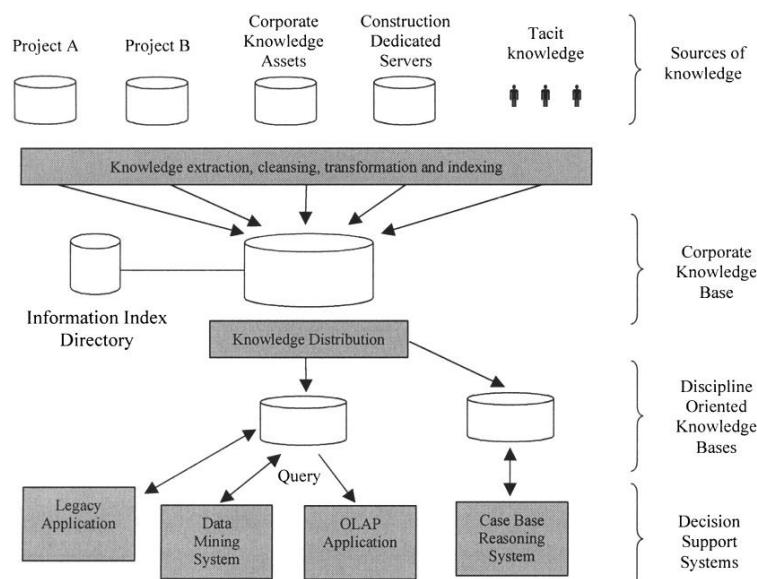 Project A
Project B
Corporate
Knowledge
Assets
Construction
Dedicated
Servers
Tacit
knowledge
Sources of
knowledge
Knowledge extraction, cleansing, transformation and indexing
Corporate
Knowledge
Base
Information Index
Directory
Knowledge Distribution
Discipline
Oriented
Knowledge
Bases
Query
Legacy
Application
Data
Mining
System
OLAP
Application
Case Base
Reasoning
System
Decision
Support
Systems